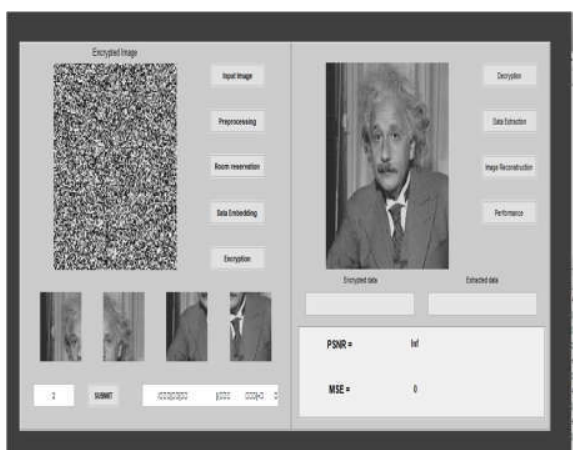 Encrypted Image
Input Image
Preprocessing
Room reservation
Data Embedding
Encryption
SUBMIT
Decryption
Data Extraction
Image Reconstruction
Performance
Encrypted data
Extracted data
PSNR = Inf
MSE = 0